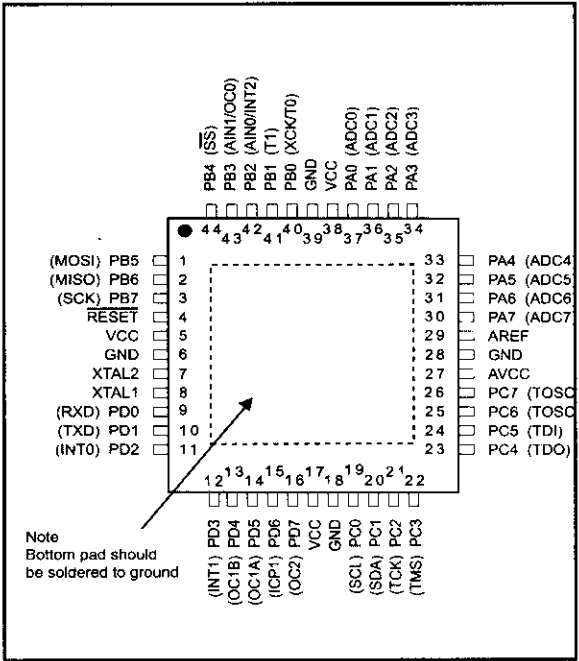 PB4 (SS)
PB3 (AIN1/OC0)
PB2 (AIN0/INT2)
PB1 (T1)
PB0 (XCK/T0)
GND
VCC
PA0 (ADC0)
PA1 (ADC1)
PA2 (ADC2)
PA3 (ADC3)
44 43 42 41 40 39 38 37 36 35 34
(MOSI) PB5 1
(MISO) PB6 2
(SCK) PB7 3
RESET 4
VCC 5
GND 6
XTAL2 7
XTAL1 8
(RXD) PD0 9
(TXD) PD1 10
(INT0) PD2 11
33 PA4 (ADC4
32 PA5 (ADC5
31 PA6 (ADC6
30 PA7 (ADC7
29 AREF
28 GND
27 AVCC
26 PC7 (TOSC
25 PC6 (TOSC
24 PC5 (TDI)
23 PC4 (TDO)
12 13 14 15 16 17 18 19 20 21 22
(INT1) PD3
(OC1B) PD4
(OC1A) PD5
(ICP1) PD6
(OC2) PD7
VCC
GND
(SCL) PC0
(SDA) PC1
(TCK) PC2
(TMS) PC3
Note
Bottom pad should
be soldered to ground